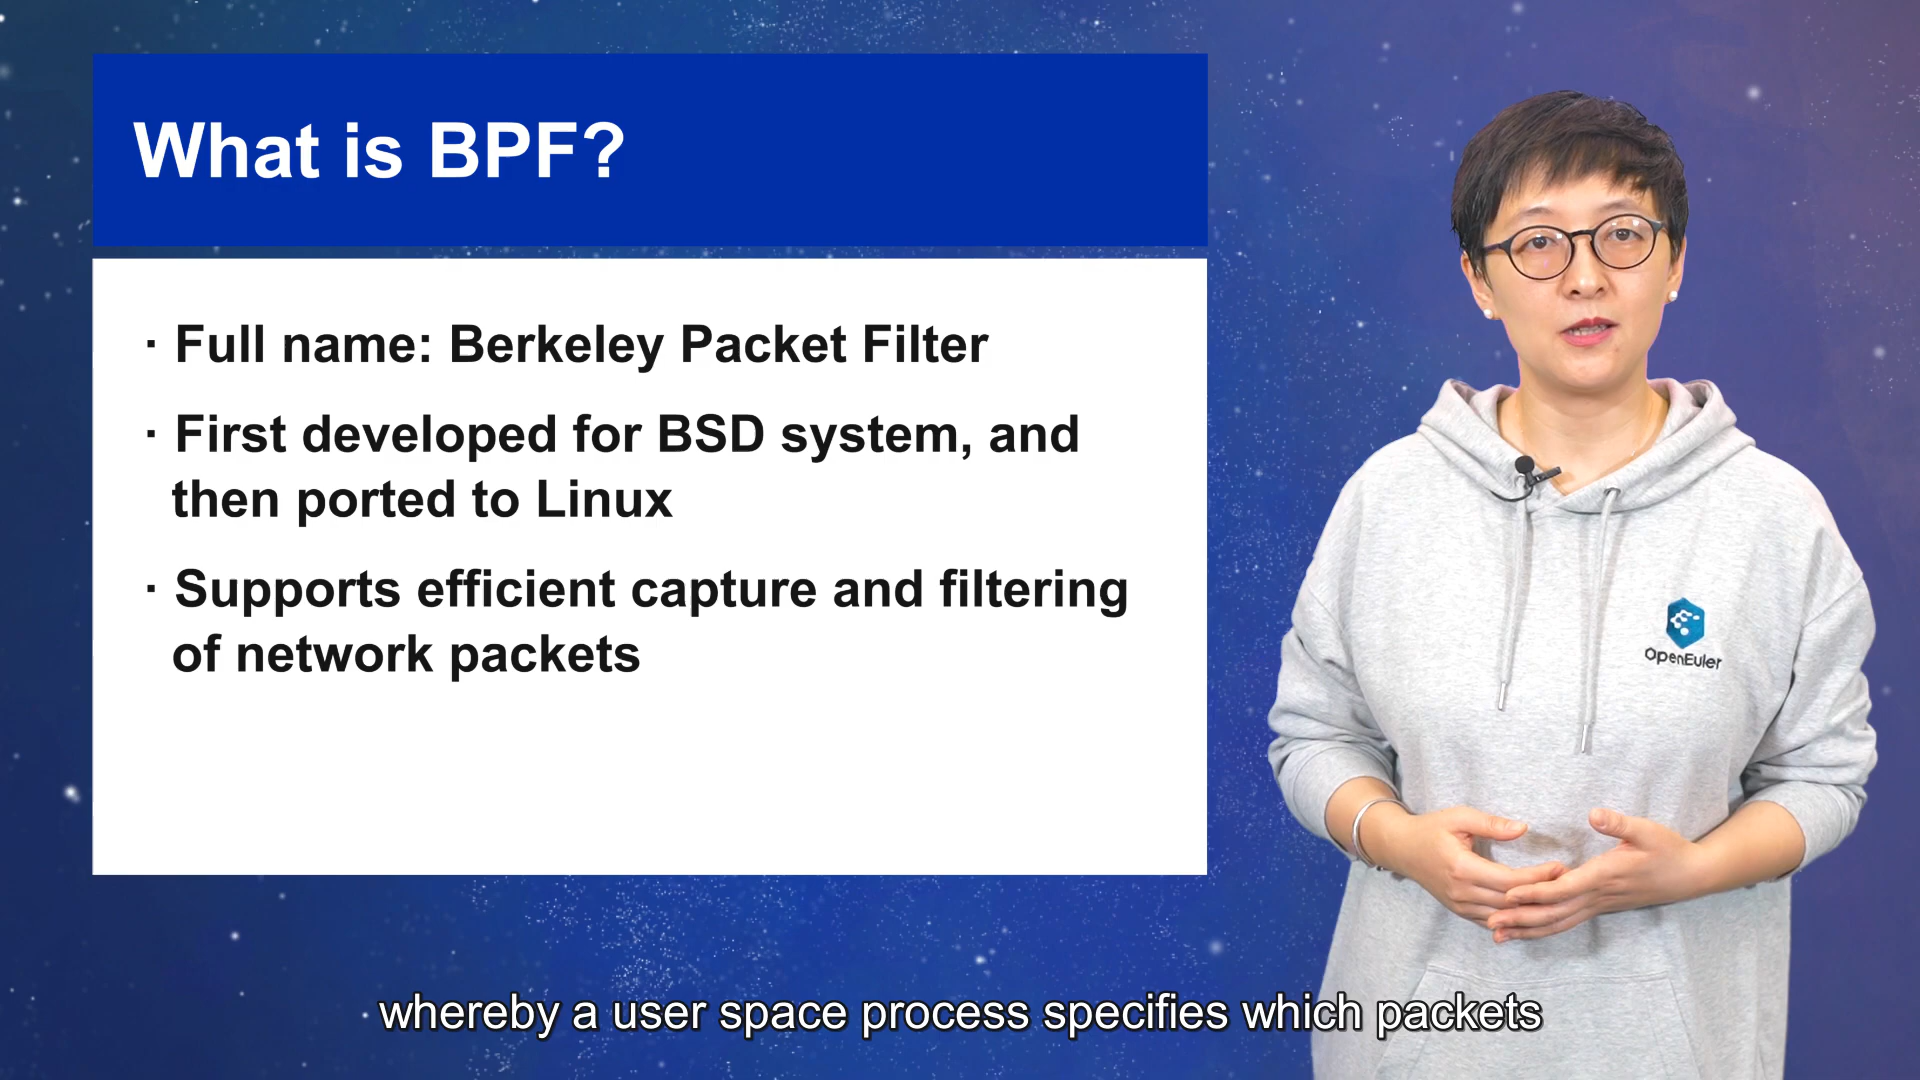 What is BPF?
· Full name: Berkeley Packet Filter
· First developed for BSD system, and
then ported to Linux
· Supports efficient capture and filtering
of network packets
OpenEuler
whereby a user space process specifies which packets